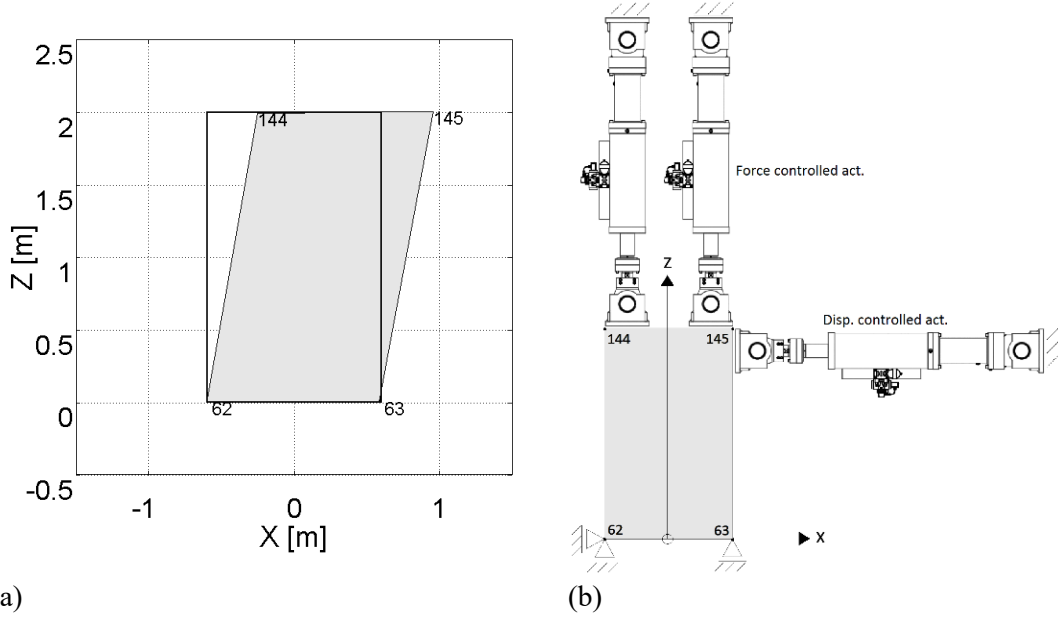 2.5
2
1.5
1
0.5
0
-0.5
Z [m]
144
145
62
63
-1
0
1
X [m]
Force controlled act.
Z
Disp. controlled act.
144
145
62
63
X
a)
(b)